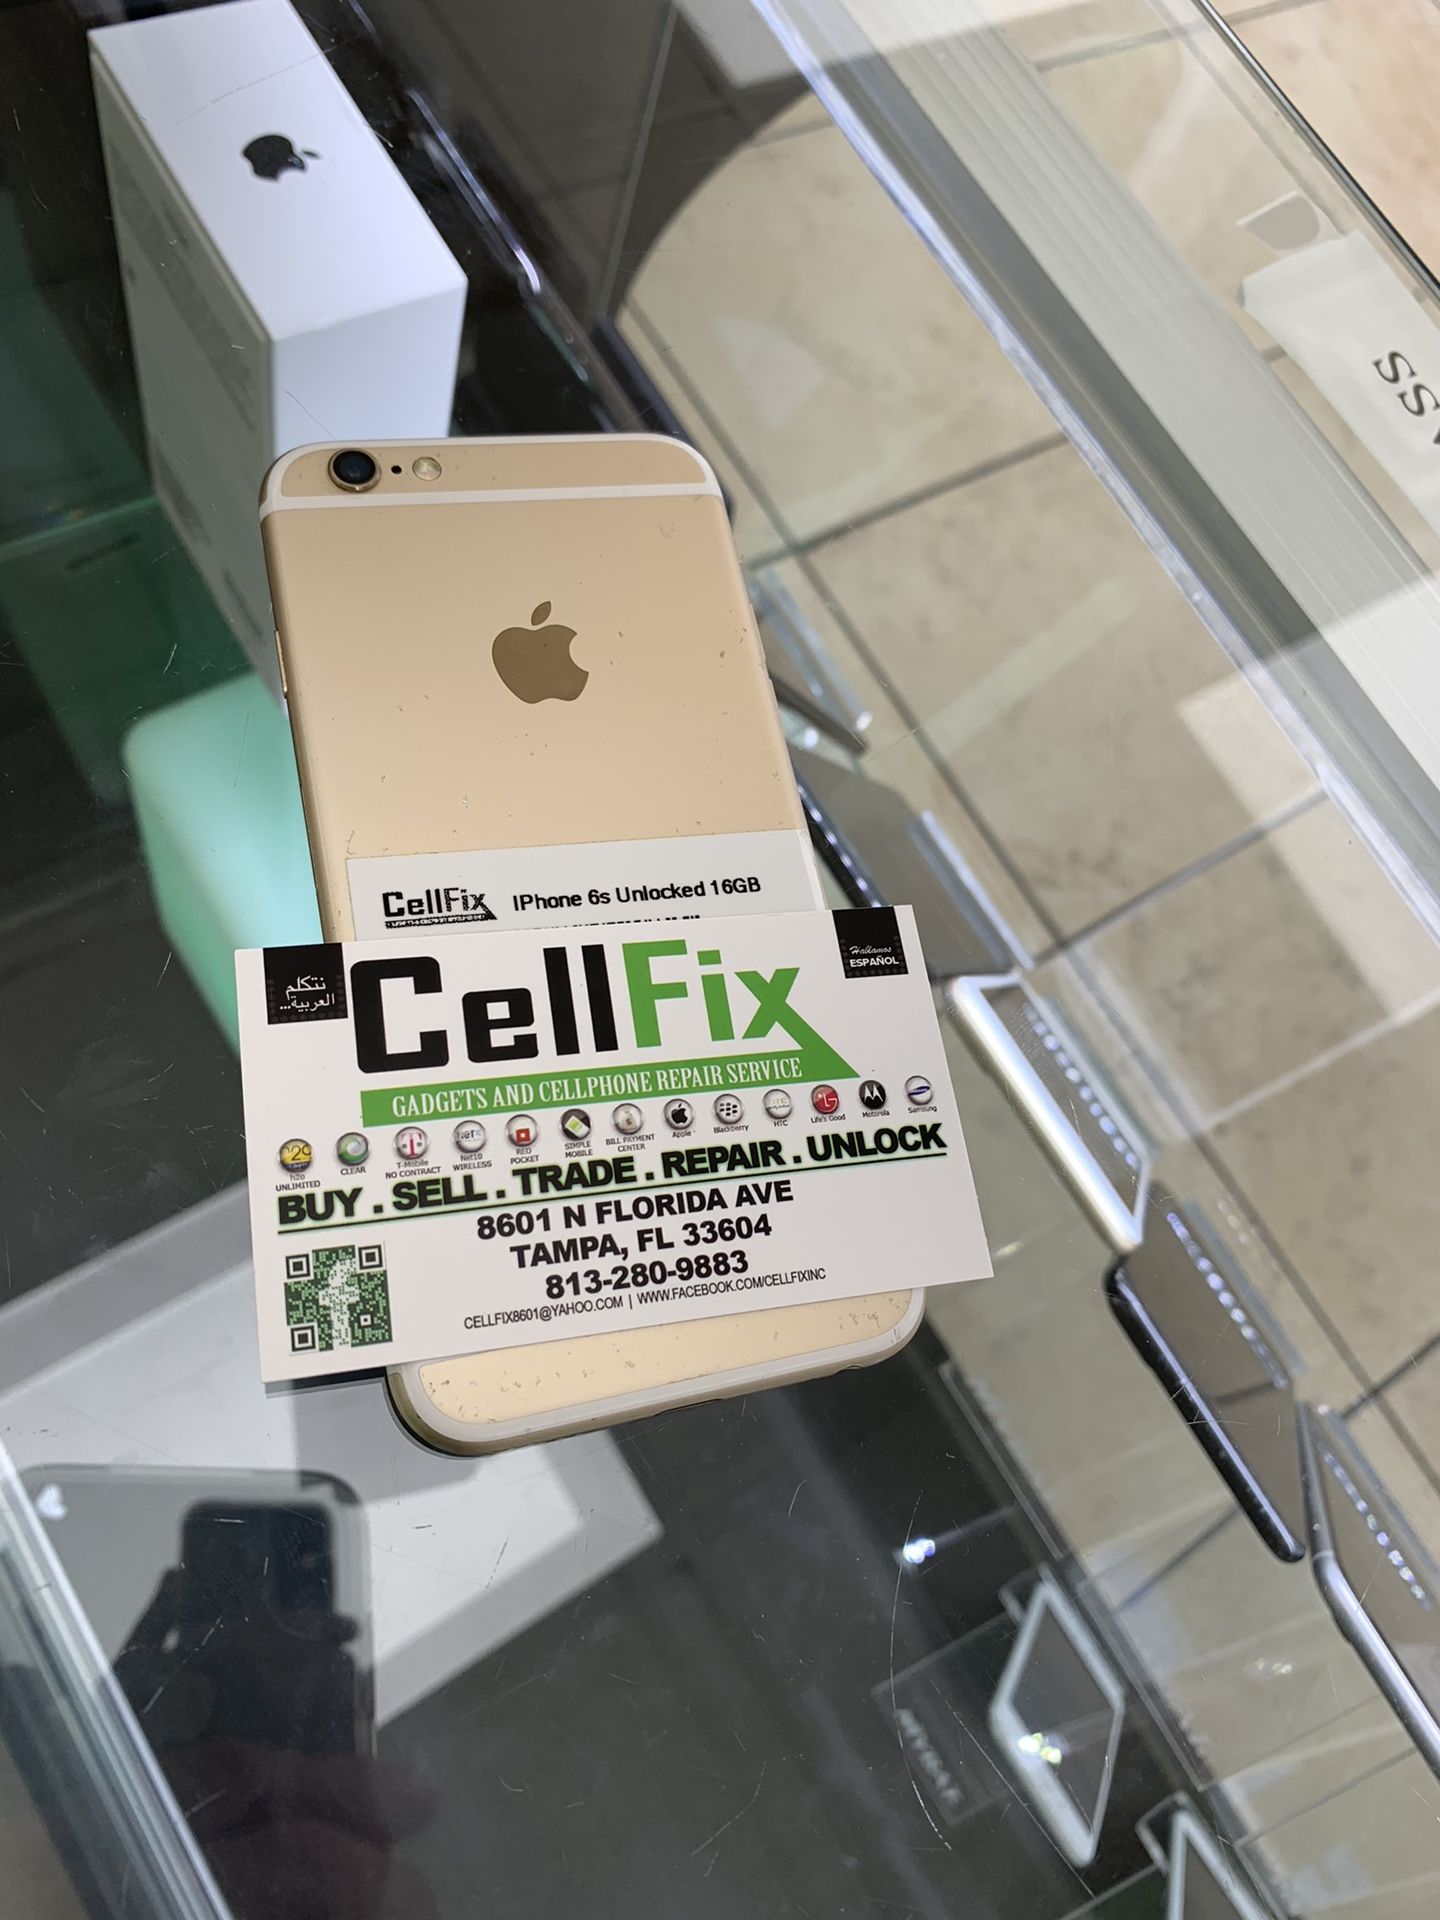 SS
CellFix IPhone 6s Unlocked 16GB
نتكلم
العربية...
Hablamos
ESPAÑOL
CellFix
GADGETS AND CELLPHONE REPAIR SERVICE
h2o UNLIMITED
CLEAR
T-Mobile NO CONTRACT
Net10 WIRELESS
RED POCKET
SIMPLE MOBILE
BILL PAYMENT CENTER
Apple
Blackberry
HTC
Life's Good
Motorola
Samsung
BUY . SELL . TRADE . REPAIR . UNLOCK
8601 N FLORIDA AVE
TAMPA, FL 33604
813-280-9883
CELLFIX8601@YAHOO.COM | WWW.FACEBOOK.COM/CELLFIXINC